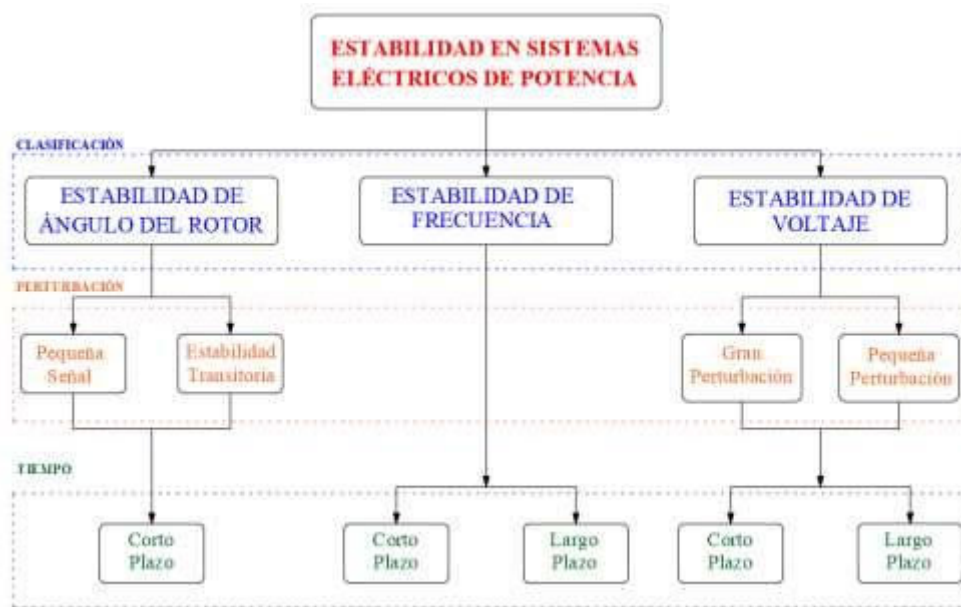 ESTABILIDAD EN SISTEMAS
ELÉCTRICOS DE POTENCIA
CLASIFICACIÓN
ESTABILIDAD DE
ÁNGULO DEL ROTOR
ESTABILIDAD DE
FRECUENCIA
ESTABILIDAD DE
VOLTAJE
PERTURBACIÓN
Pequeña
Señal
Estabilidad
Transitoria
Gran
Perturbación
Pequeña
Perturbación
TIEMPO
Corto
Plazo
Corto
Plazo
Largo
Plazo
Corto
Plazo
Largo
Plazo